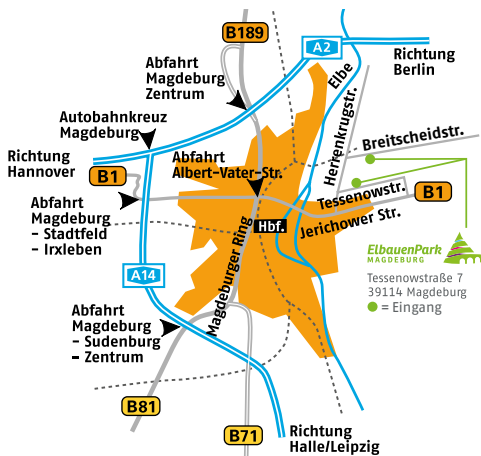 B189
A2
Richtung
Berlin
Abfahrt
Magdeburg
Zentrum
Elbe
Autobahnkreuz
Magdeburg
Herrenkrugstr.
Breitscheidstr.
Richtung
Hannover
Abfahrt
Albert-Vater-Str.
B1
Tessenowstr.
B1
Abfahrt
Magdeburg
- Stadtfeld
- Irxleben
Hbf.
Jerichower Str.
ElbauenPark
MAGDEBURG
Tessenowstraße 7
39114 Magdeburg
= Eingang
A14
Magdeburger Ring
Abfahrt
Magdeburg
- Sudenburg
- Zentrum
B81
B71
Richtung
Halle/Leipzig